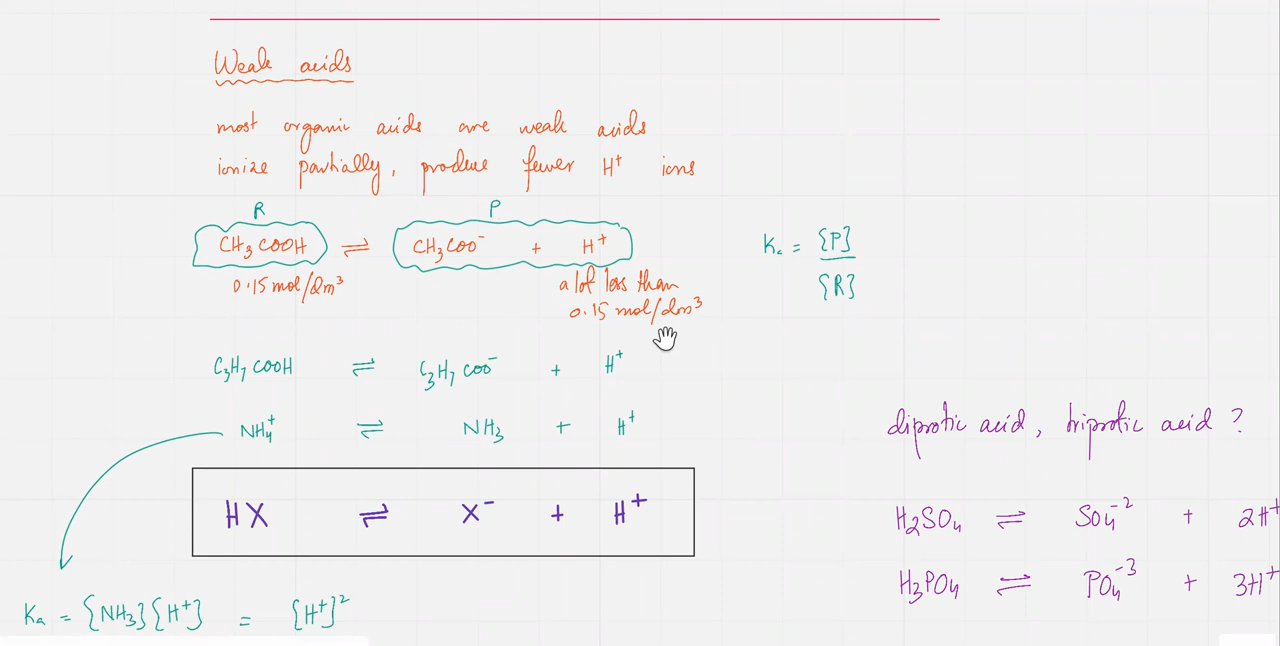 Weak acids
most organic acids are weak acids
ionize partially, produce fewer H⁺ ions
R P
CH₃COOH ⇌ CH₃COO⁻ + H⁺
0.15 mol/dm³ a lot less than
0.15 mol/dm³
Kc = [P]
[R]
C₃H₇COOH ⇌ C₃H₇COO⁻ + H⁺
NH₄⁺ ⇌ NH₃ + H⁺
HX ⇌ X⁻ + H⁺
Ka = [NH₃][H⁺] = [H⁺]²
diprotic acid, triprotic acid ?
H₂SO₄ ⇌ SO₄⁻² + 2H⁺
H₃PO₄ ⇌ PO₄⁻³ + 3H⁺